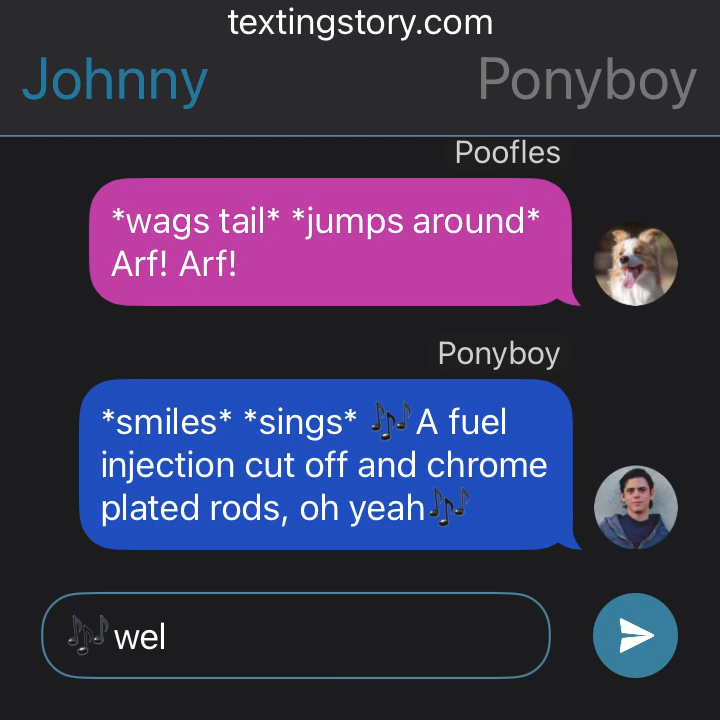 textingstory.com
Johnny
Ponyboy
Poofles
*wags tail* *jumps around*
Arf! Arf!
Ponyboy
*smiles* *sings* 🎶A fuel
injection cut off and chrome
plated rods, oh yeah🎶
🎶wel